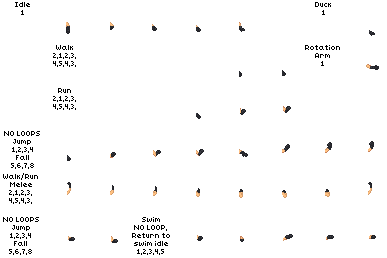 Idle
1
Duck
1
Walk
2,1,2,3,
4,5,4,3,
Rotation
Arm
1
Run
2,1,2,3,
4,5,4,3,
NO LOOPS
Jump
1,2,3,4
Fall
5,6,7,8
Walk/Run
Melee
2,1,2,3,
4,5,4,3,
NO LOOPS
Jump
1,2,3,4
Fall
5,6,7,8
Swim
NO LOOP,
Return to
swim idle
1,2,3,4,5